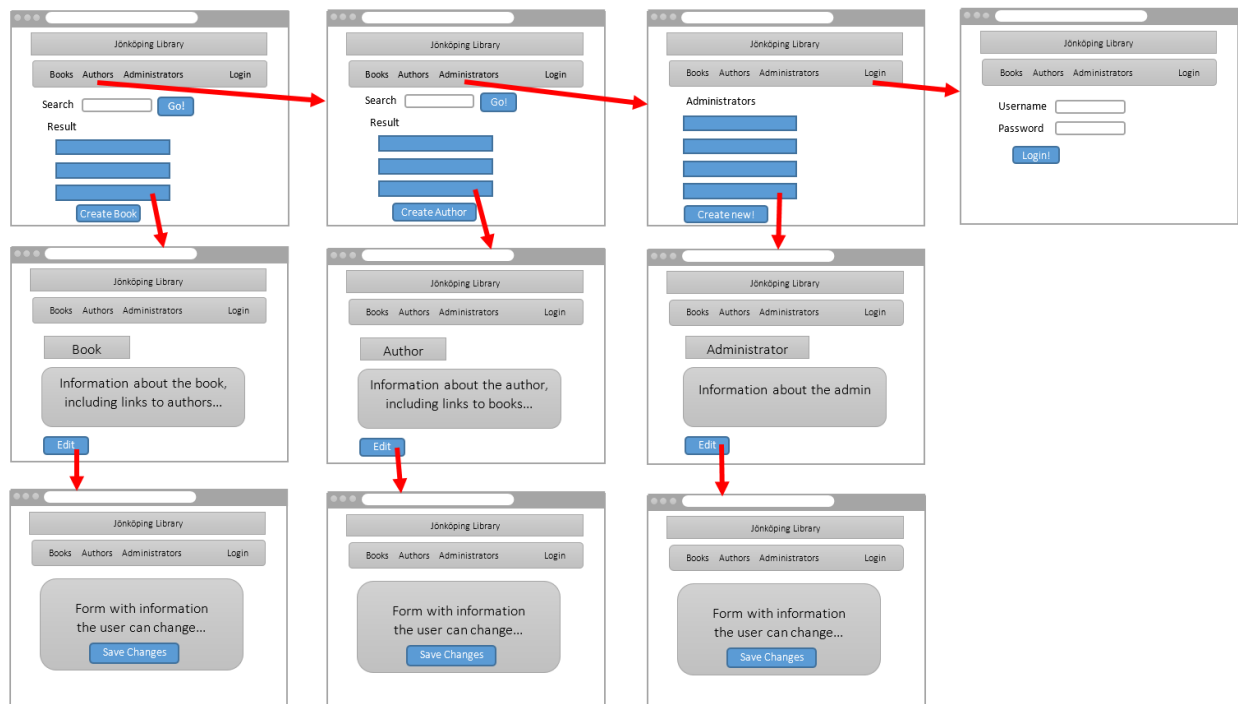 Jönköping Library
Books Authors Administrators Login
Search Go!
Result
Create Book
Jönköping Library
Books Authors Administrators Login
Search Go!
Result
Create Author
Jönköping Library
Books Authors Administrators Login
Administrators
Create new!
Jönköping Library
Books Authors Administrators Login
Username
Password
Login!
Jönköping Library
Books Authors Administrators Login
Book
Information about the book,
including links to authors...
Edit
Jönköping Library
Books Authors Administrators Login
Author
Information about the author,
including links to books...
Edit
Jönköping Library
Books Authors Administrators Login
Administrator
Information about the admin
Edit
Jönköping Library
Books Authors Administrators Login
Form with information
the user can change...
Save Changes
Jönköping Library
Books Authors Administrators Login
Form with information
the user can change...
Save Changes
Jönköping Library
Books Authors Administrators Login
Form with information
the user can change...
Save Changes